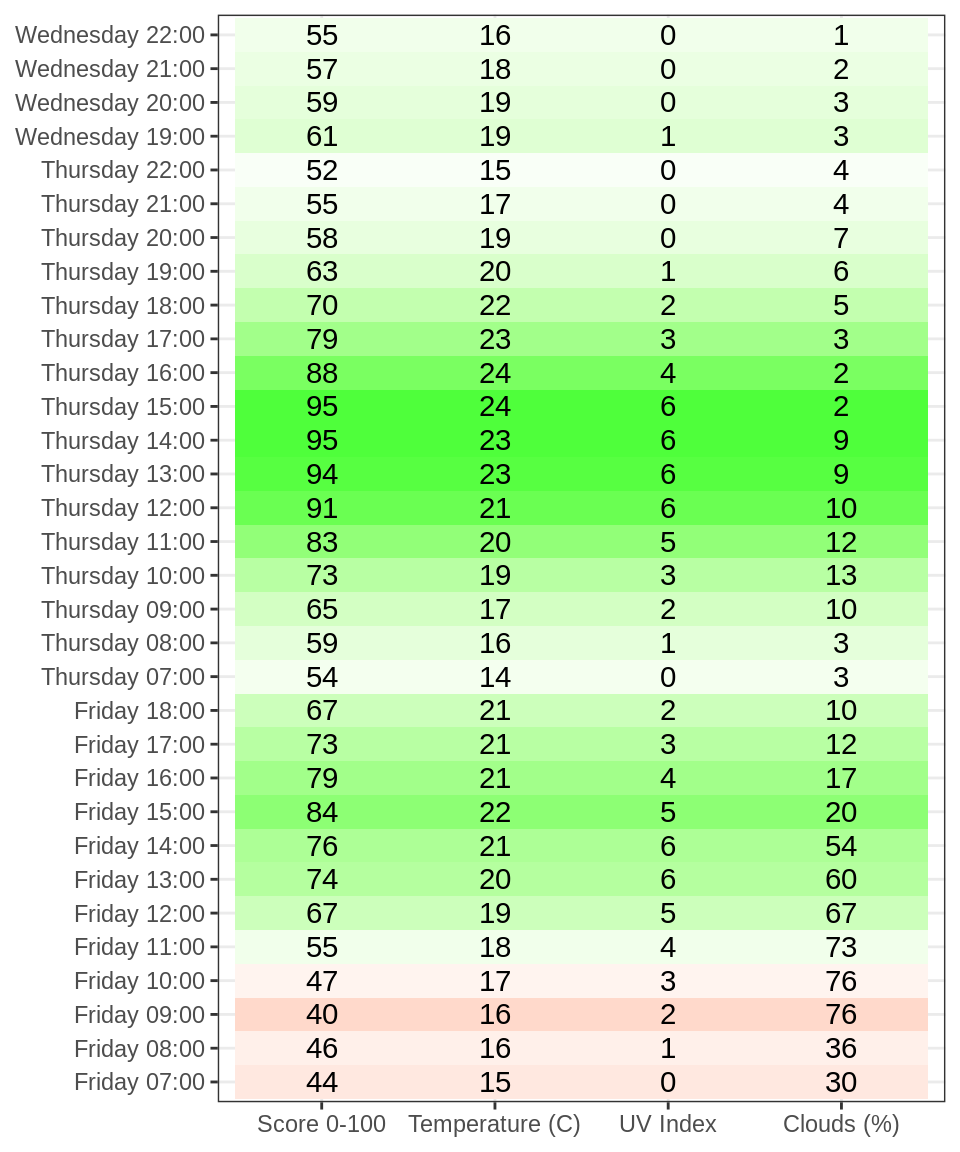 Wednesday 22:00 55 16 0 1
Wednesday 21:00 57 18 0 2
Wednesday 20:00 59 19 0 3
Wednesday 19:00 61 19 1 3
Thursday 22:00 52 15 0 4
Thursday 21:00 55 17 0 4
Thursday 20:00 58 19 0 7
Thursday 19:00 63 20 1 6
Thursday 18:00 70 22 2 5
Thursday 17:00 79 23 3 3
Thursday 16:00 88 24 4 2
Thursday 15:00 95 24 6 2
Thursday 14:00 95 23 6 9
Thursday 13:00 94 23 6 9
Thursday 12:00 91 21 6 10
Thursday 11:00 83 20 5 12
Thursday 10:00 73 19 3 13
Thursday 09:00 65 17 2 10
Thursday 08:00 59 16 1 3
Thursday 07:00 54 14 0 3
Friday 18:00 67 21 2 10
Friday 17:00 73 21 3 12
Friday 16:00 79 21 4 17
Friday 15:00 84 22 5 20
Friday 14:00 76 21 6 54
Friday 13:00 74 20 6 60
Friday 12:00 67 19 5 67
Friday 11:00 55 18 4 73
Friday 10:00 47 17 3 76
Friday 09:00 40 16 2 76
Friday 08:00 46 16 1 36
Friday 07:00 44 15 0 30
Score 0-100 Temperature (C) UV Index Clouds (%)